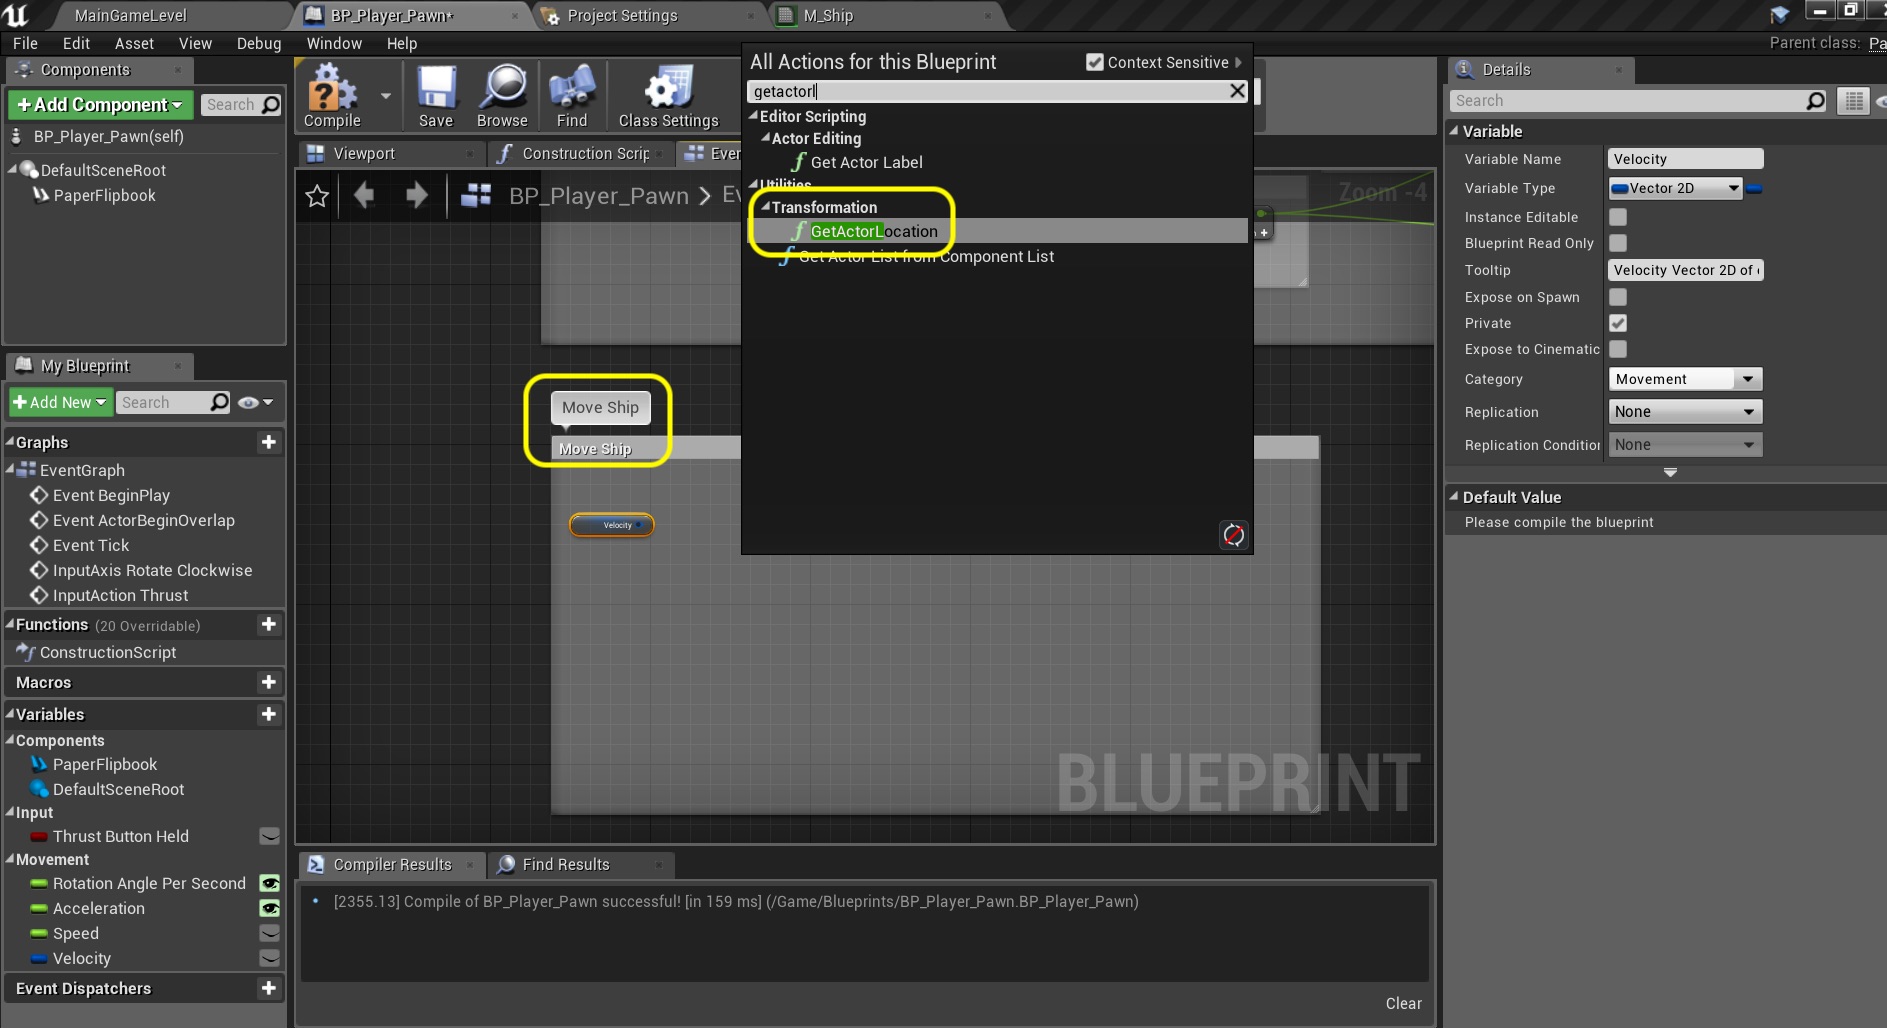 MainGameLevel
BP_Player_Pawn*
Project Settings
M_Ship
File Edit Asset View Debug Window Help
Parent class: Pa
Components
+Add Component
Search
BP_Player_Pawn(self)
DefaultSceneRoot
PaperFlipbook
Compile
Save
Browse
Find
Class Settings
Viewport
Construction Scrip
Even
BP_Player_Pawn > Ev
Zoom -4
All Actions for this Blueprint
Context Sensitive
getactorl
Editor Scripting
Actor Editing
Get Actor Label
Utilities
Transformation
GetActorLocation
Get Actor List from Component List
Move Ship
Move Ship
Velocity
BLUEPRINT
My Blueprint
+Add New
Search
Graphs
EventGraph
Event BeginPlay
Event ActorBeginOverlap
Event Tick
InputAxis Rotate Clockwise
InputAction Thrust
Functions (20 Overridable)
ConstructionScript
Macros
Variables
Components
PaperFlipbook
DefaultSceneRoot
Input
Thrust Button Held
Movement
Rotation Angle Per Second
Acceleration
Speed
Velocity
Event Dispatchers
Compiler Results
Find Results
[2355.13] Compile of BP_Player_Pawn successful! [in 159 ms] (/Game/Blueprints/BP_Player_Pawn.BP_Player_Pawn)
Clear
Details
Search
Variable
Variable Name Velocity
Variable Type Vector 2D
Instance Editable
Blueprint Read Only
Tooltip Velocity Vector 2D of
Expose on Spawn
Private
Expose to Cinematic
Category Movement
Replication None
Replication Condition None
Default Value
Please compile the blueprint